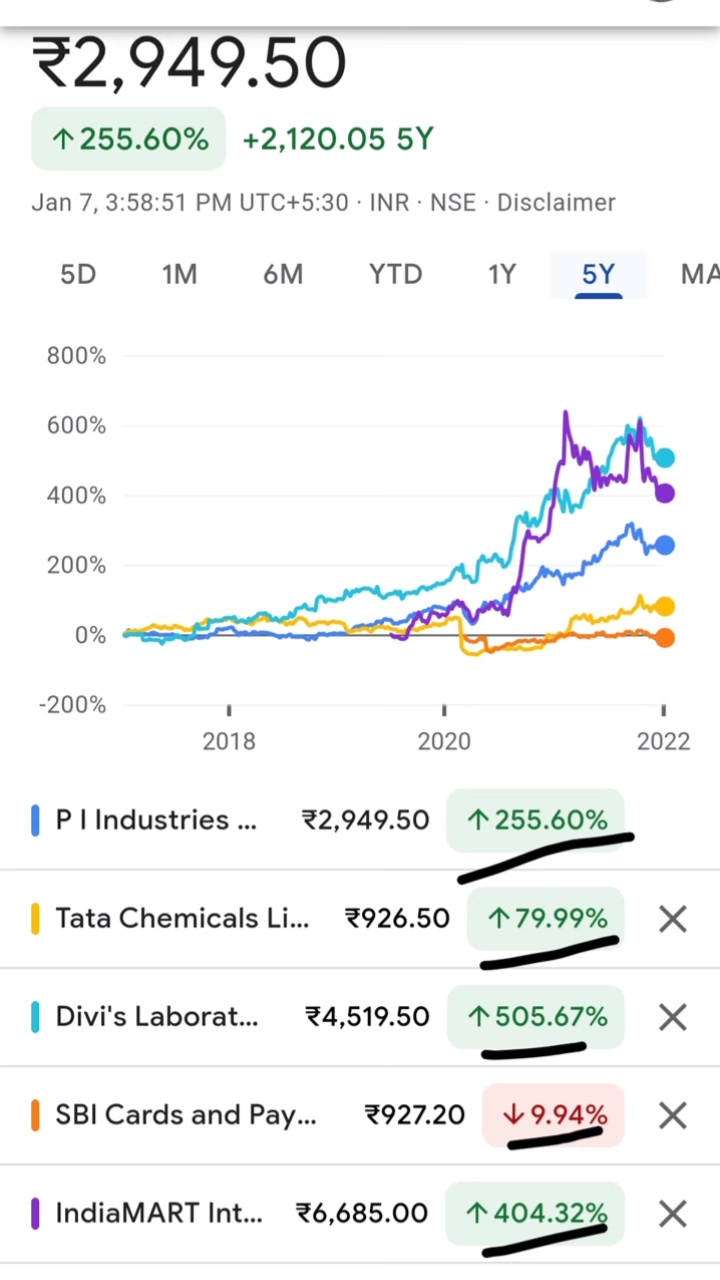 ₹2,949.50
↑255.60% +2,120.05 5Y
Jan 7, 3:58:51 PM UTC+5:30 · INR · NSE · Disclaimer
5D 1M 6M YTD 1Y 5Y MA
800%
600%
400%
200%
0%
-200%
2018 2020 2022
P I Industries ... ₹2,949.50 ↑255.60%
Tata Chemicals Li... ₹926.50 ↑79.99%
Divi's Laborat... ₹4,519.50 ↑505.67%
SBI Cards and Pay... ₹927.20 ↓9.94%
IndiaMART Int... ₹6,685.00 ↑404.32%